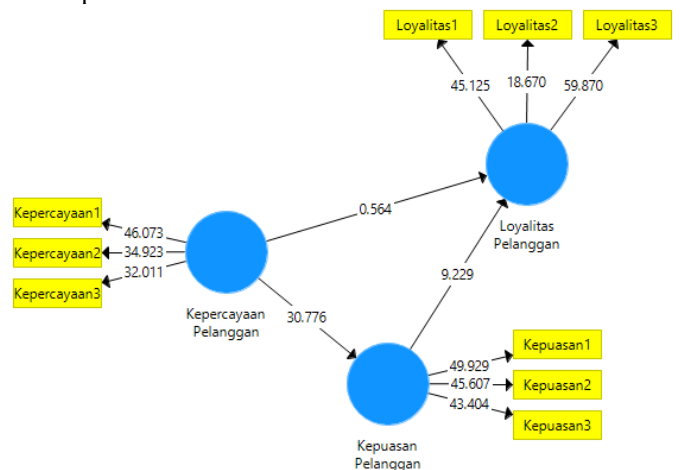 Loyalitas1
Loyalitas2
Loyalitas3
45.125
18.670
59.870
Loyalitas
Pelanggan
0.564
Kepercayaan1
Kepercayaan2
Kepercayaan3
46.073
34.923
32.011
Kepercayaan
Pelanggan
30.776
9.229
Kepuasan1
Kepuasan2
Kepuasan3
49.929
45.607
43.404
Kepuasan
Pelanggan